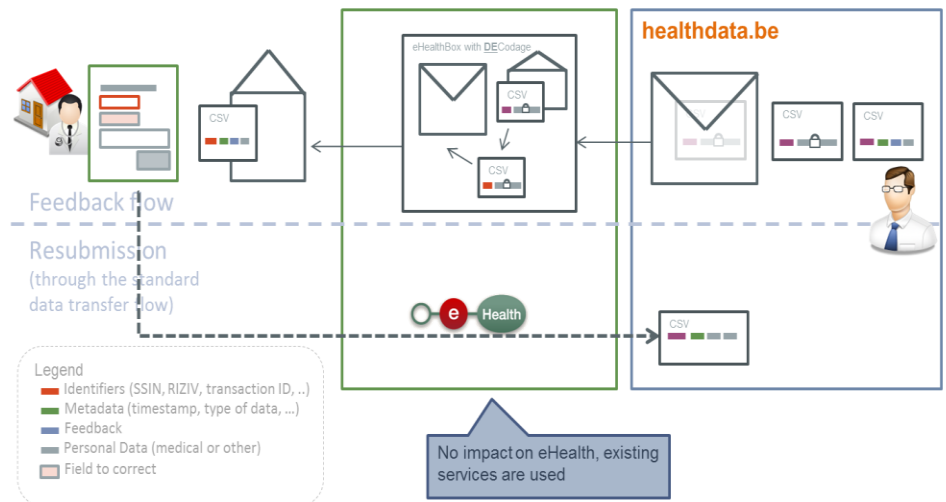 healthdata.be
eHealthBox with DECodage
CSV
CSV
CSV
CSV
CSV
CSV
Feedback flow
Resubmission
(through the standard
data transfer flow)
e Health
CSV
Legend
Identifiers (SSIN, RIZIV, transaction ID, ..)
Metadata (timestamp, type of data, ...)
Feedback
Personal Data (medical or other)
Field to correct
No impact on eHealth, existing
services are used